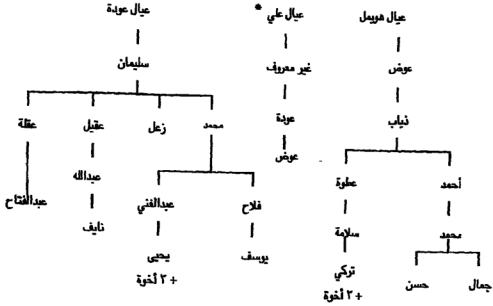 عيال هويمل
عيال علي *
عيال عودة
عوض
غير معروف
سليمان
ذياب
عودة
محمد
زعل
عقيل
عقلة
عوض
أحمد
عطوة
فلاح
عبدالغني
عبدالله
عبدالفتاح
محمد
سلامة
يوسف
يحيى
نايف
+ ٢ أخوة
جمال
حسن
تركي
+ ٢ أخوة